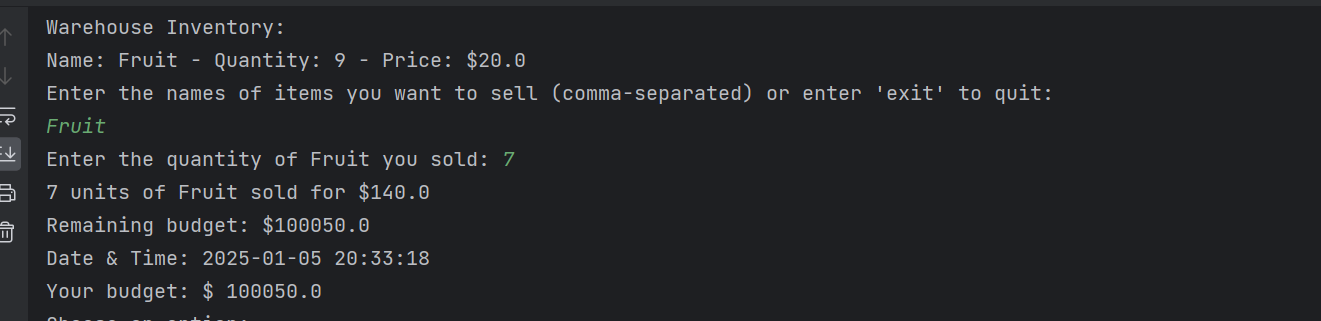 Warehouse Inventory:
Name: Fruit - Quantity: 9 - Price: $20.0
Enter the names of items you want to sell (comma-separated) or enter 'exit' to quit:
Fruit
Enter the quantity of Fruit you sold: 7
7 units of Fruit sold for $140.0
Remaining budget: $100050.0
Date & Time: 2025-01-05 20:33:18
Your budget: $ 100050.0
Choose an option: